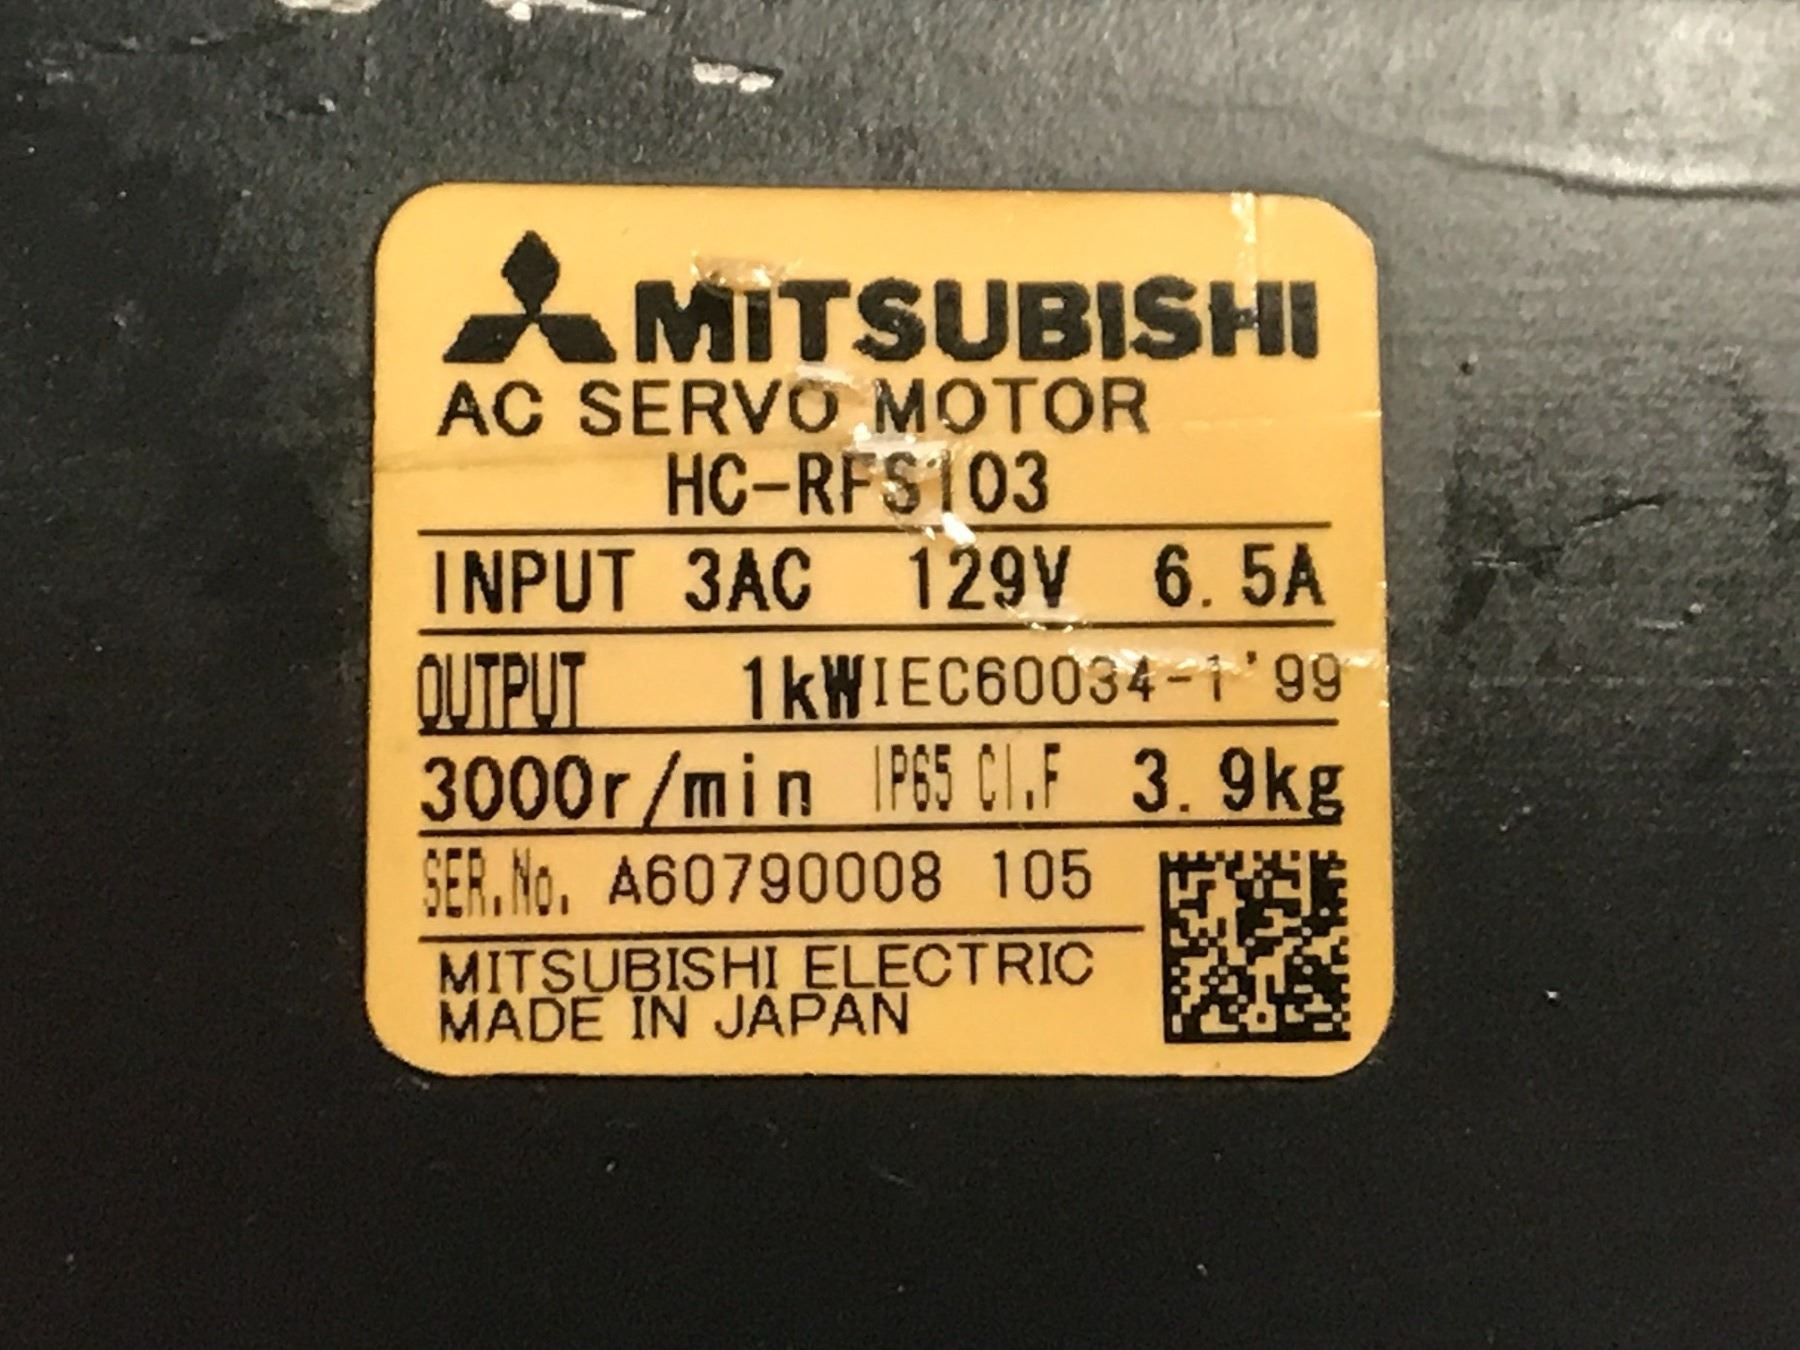 MITSUBISHI
AC SERVO MOTOR
HC-RFS103
INPUT 3AC 129V 6.5A
OUTPUT 1kW IEC60034-1'99
3000r/min IP65 Cl.F 3.9kg
SER.No. A60790008 105
MITSUBISHI ELECTRIC
MADE IN JAPAN